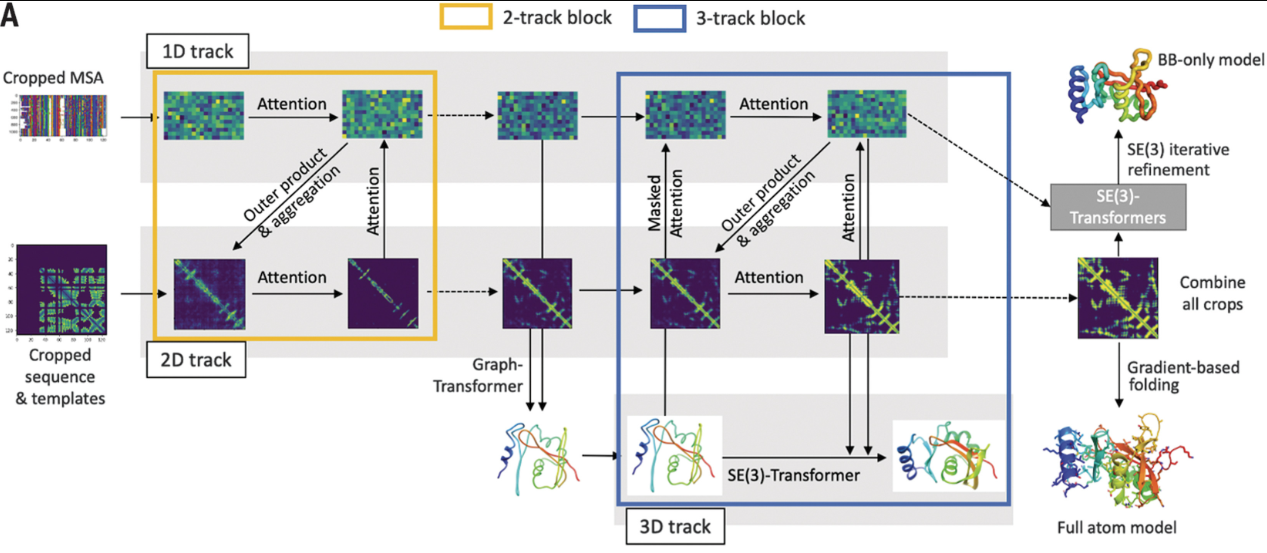 A
2-track block
3-track block
1D track
Cropped MSA
Attention
Outer product
& aggregation
Attention
Attention
2D track
Cropped
sequence
& templates
Graph-
Transformer
Masked
Attention
Attention
Outer product
& aggregation
Attention
Attention
SE(3)-Transformer
3D track
BB-only model
SE(3) iterative
refinement
SE(3)-
Transformers
Combine
all crops
Gradient-based
folding
Full atom model